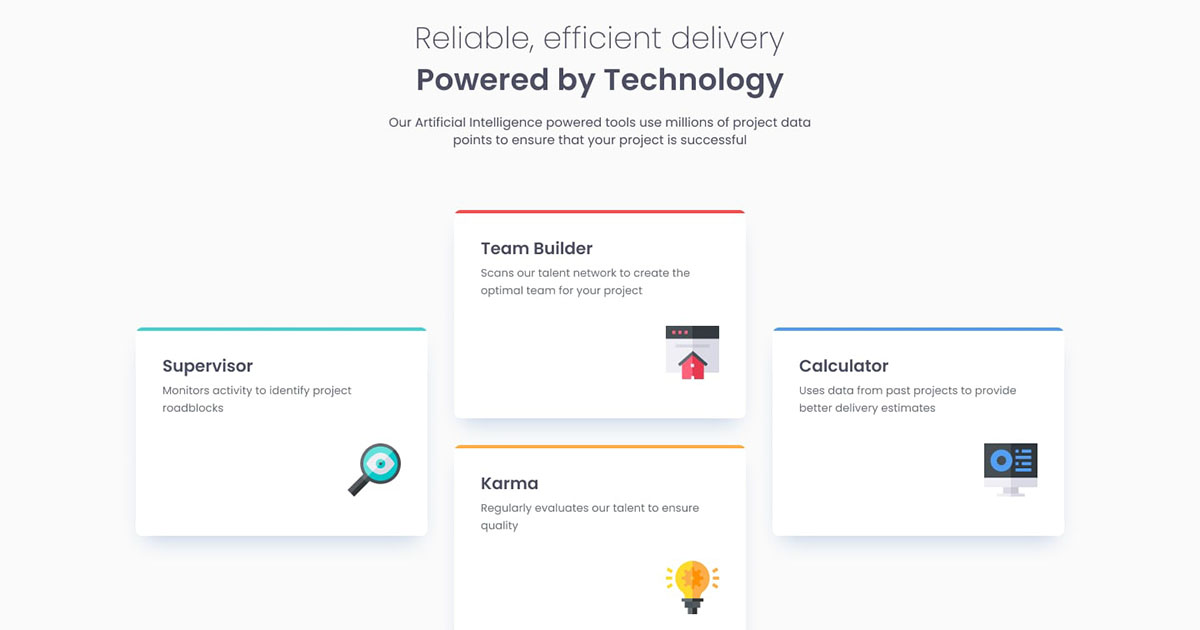 Reliable, efficient delivery
Powered by Technology
Our Artificial Intelligence powered tools use millions of project data
points to ensure that your project is successful
Team Builder
Scans our talent network to create the
optimal team for your project
Supervisor
Monitors activity to identify project
roadblocks
Calculator
Uses data from past projects to provide
better delivery estimates
Karma
Regularly evaluates our talent to ensure
quality